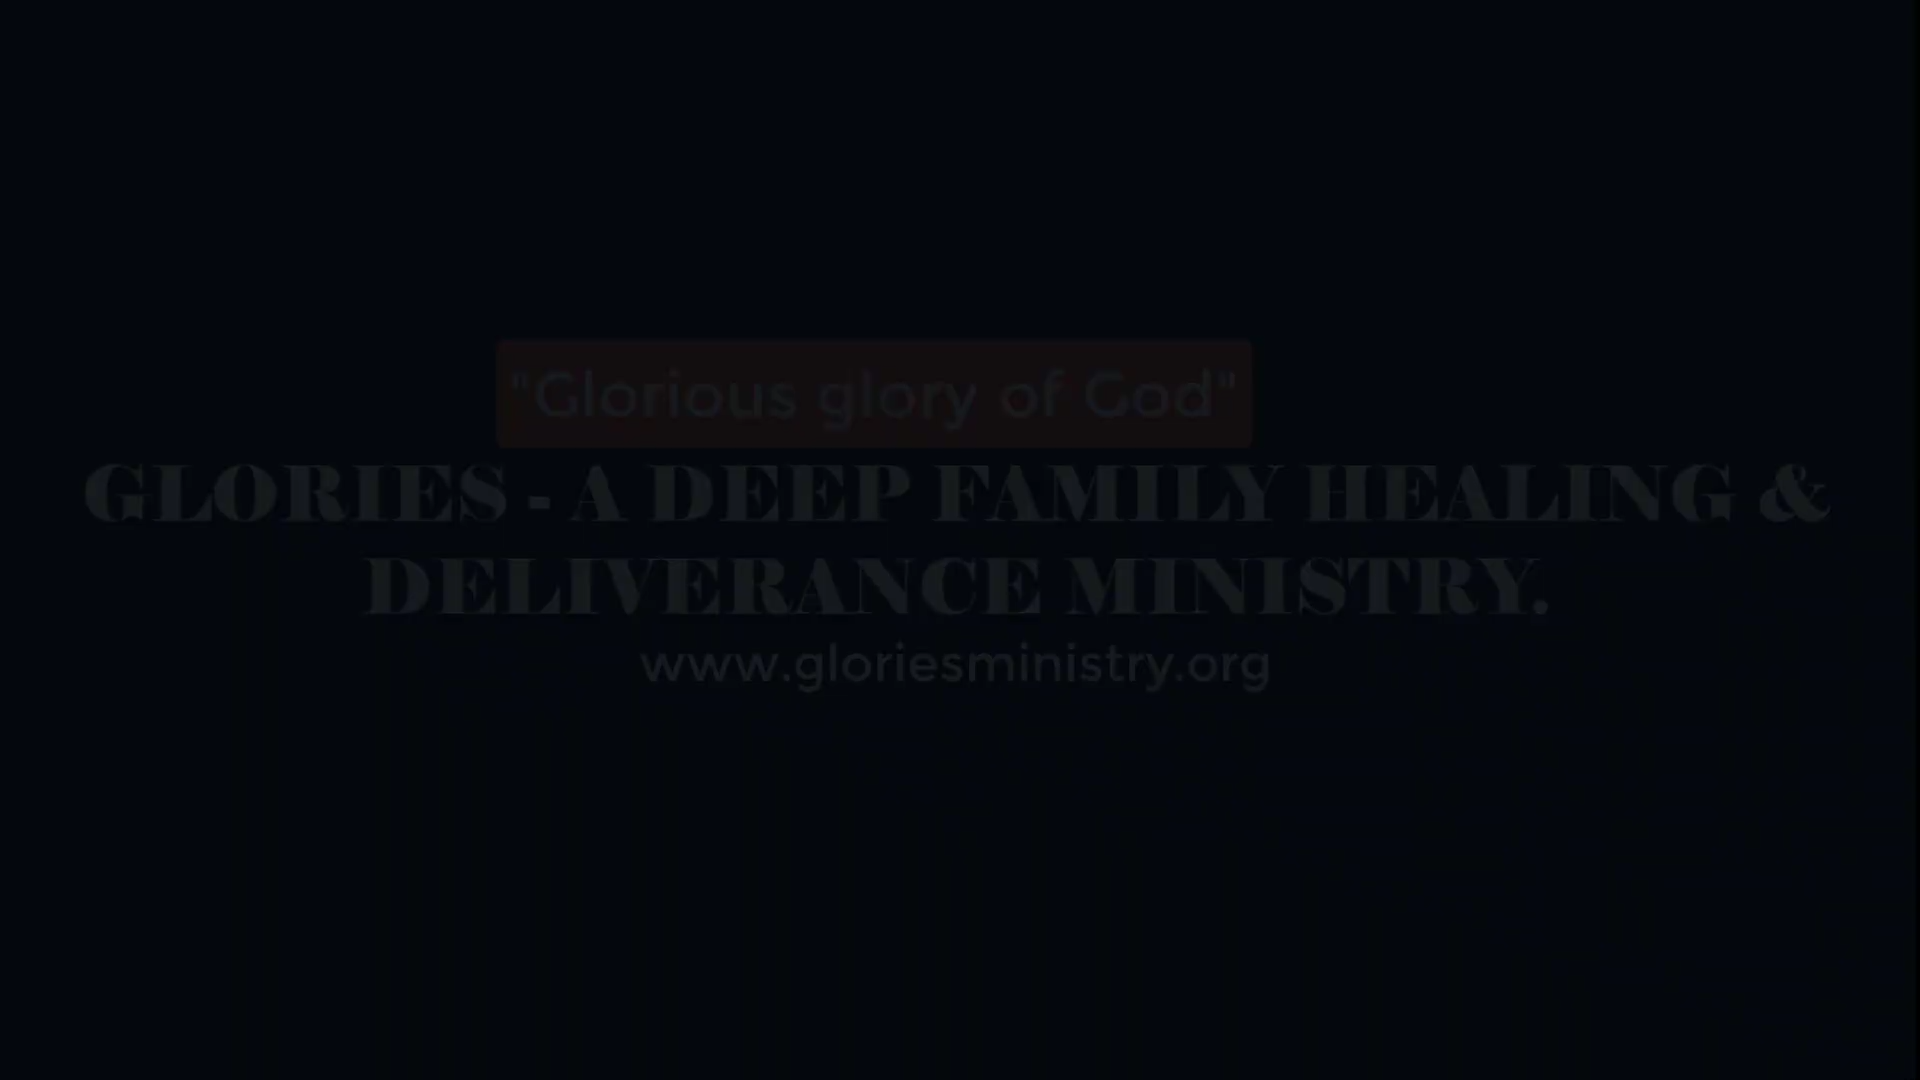 "Glorious glory of God"
GLORIES - A DEEP FAMILY HEALING &
DELIVERANCE MINISTRY.
www.gloriesministry.org